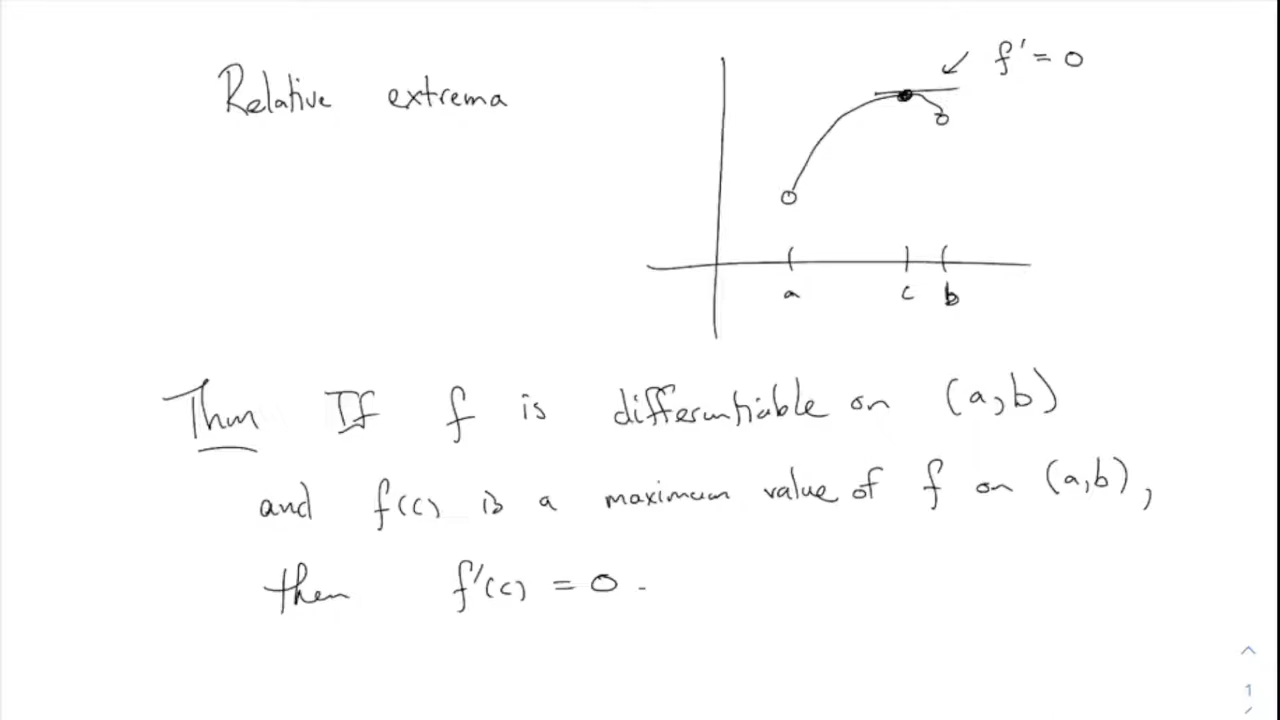 Relative extrema
f' = 0
a c b
Thm If f is differentiable on (a,b)
and f(c) is a maximum value of f on (a,b),
then f'(c) = 0.
1